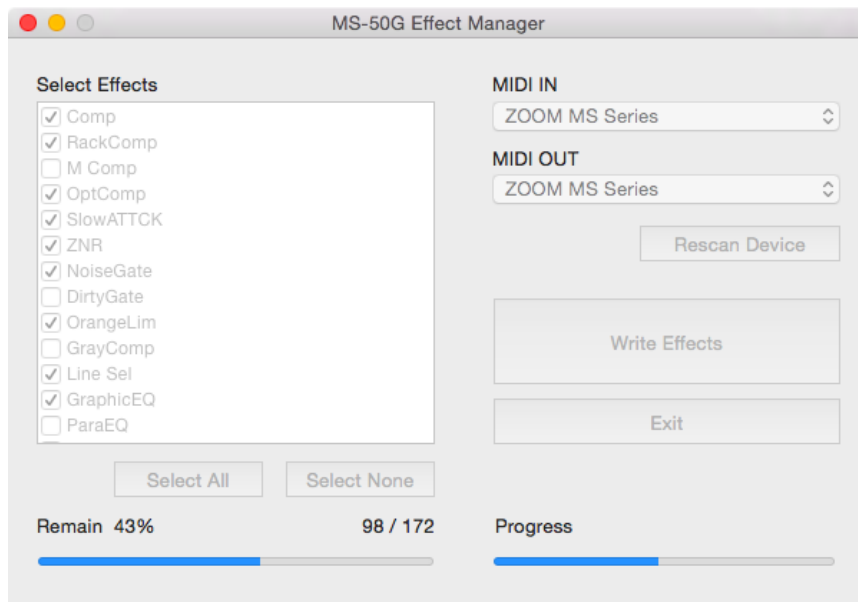 MS-50G Effect Manager
Select Effects
Comp
RackComp
M Comp
OptComp
SlowATTCK
ZNR
NoiseGate
DirtyGate
OrangeLim
GrayComp
Line Sel
GraphicEQ
ParaEQ
Select All
Select None
Remain 43%
98 / 172
MIDI IN
ZOOM MS Series
MIDI OUT
ZOOM MS Series
Rescan Device
Write Effects
Exit
Progress